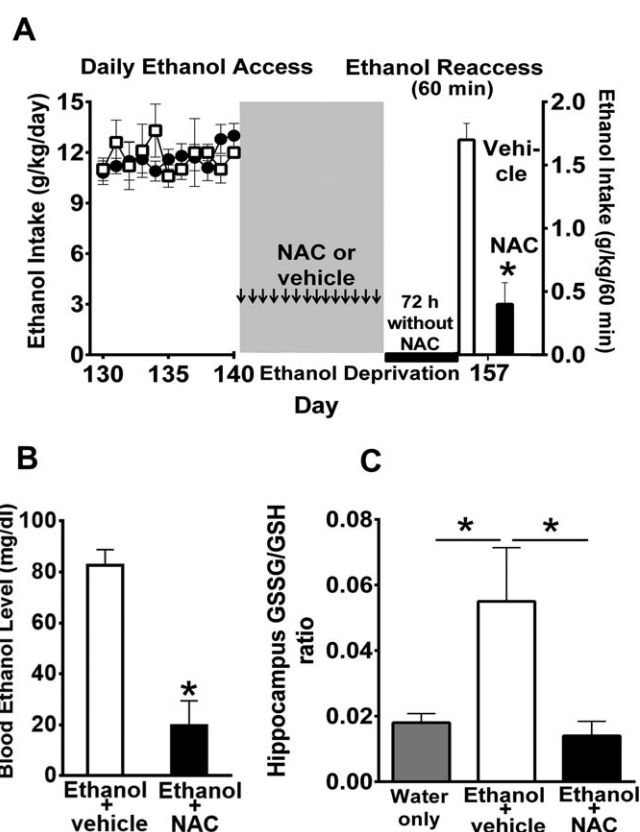 A
Daily Ethanol Access
Ethanol Reaccess
(60 min)
Ethanol Intake (g/kg/day)
15
12
9
6
3
0
NAC or
vehicle
72 h
without
NAC
Vehi-
cle
NAC
*
2.0
1.5
1.0
0.5
0.0
Ethanol Intake (g/kg/60 min)
130
135
140
Ethanol Deprivation
157
Day
B
Blood Ethanol Level (mg/dl)
100
80
60
40
20
0
*
Ethanol
+
vehicle
Ethanol
+
NAC
C
Hippocampus GSSG/GSH
ratio
0.08
0.06
0.04
0.02
0.00
*
*
Water
only
Ethanol
+
vehicle
Ethanol
+
NAC